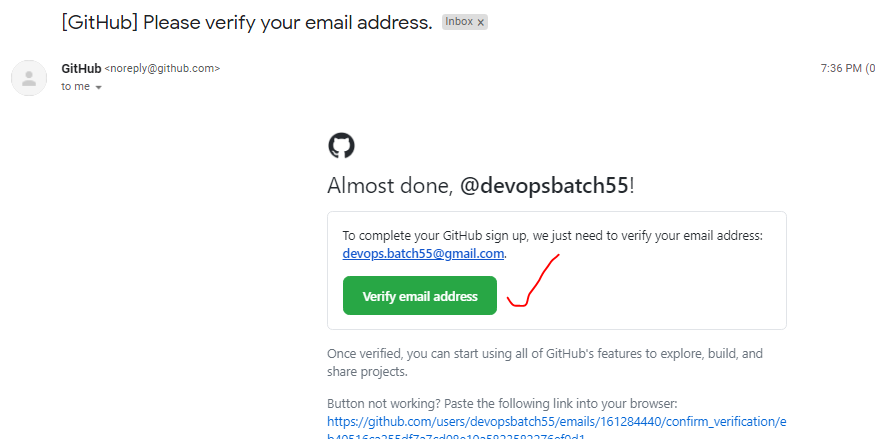 [GitHub] Please verify your email address. Inbox x
GitHub <noreply@github.com> 7:36 PM (0
to me
Almost done, @devopsbatch55!
To complete your GitHub sign up, we just need to verify your email address:
devops.batch55@gmail.com.
Verify email address
Once verified, you can start using all of GitHub's features to explore, build, and
share projects.
Button not working? Paste the following link into your browser:
https://github.com/users/devopsbatch55/emails/161284440/confirm_verification/e